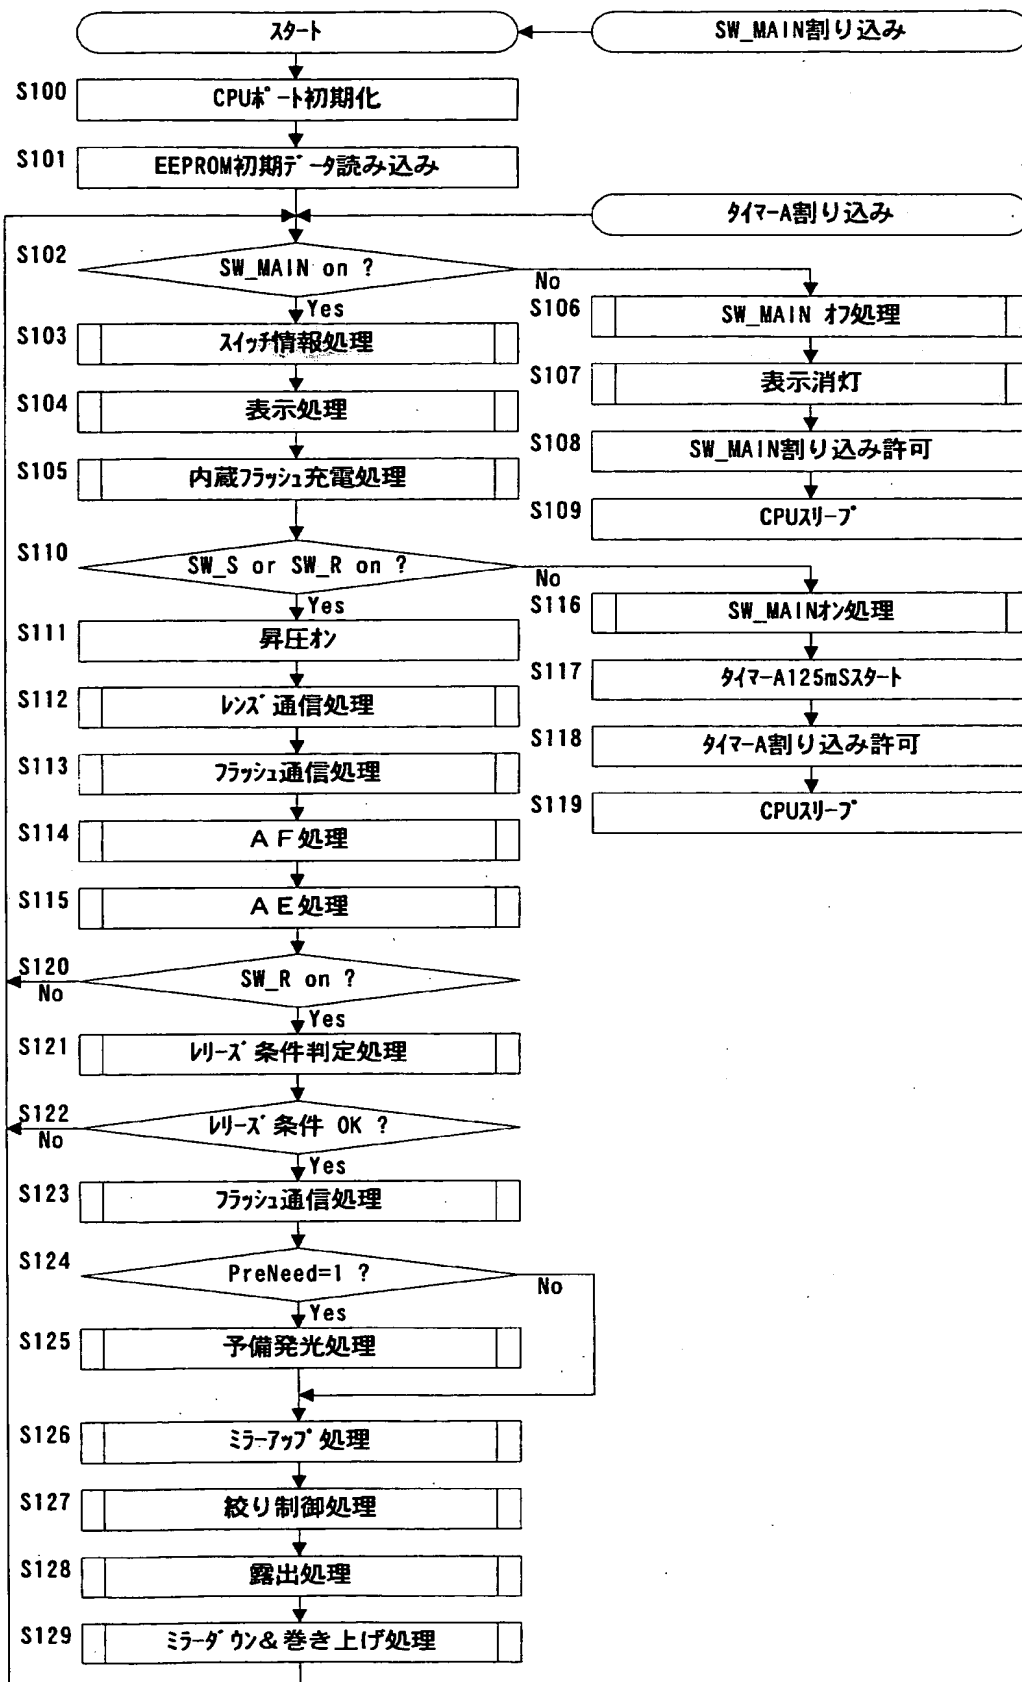 スタート
SW_MAIN割り込み
S100
CPUポート初期化
S101
EEPROM初期データ読み込み
タイマーA割り込み
S102
SW_MAIN on ?
No
Yes
S103
スイッチ情報処理
S106
SW_MAIN オフ処理
S104
表示処理
S107
表示消灯
S105
内蔵フラッシュ充電処理
S108
SW_MAIN割り込み許可
S109
CPUスリープ
S110
SW_S or SW_R on ?
No
Yes
S111
昇圧オン
S116
SW_MAINオン処理
S112
レンズ通信処理
S117
タイマーA125mSスタート
S113
フラッシュ通信処理
S118
タイマーA割り込み許可
S114
AF処理
S119
CPUスリープ
S115
AE処理
S120
SW_R on ?
No
Yes
S121
レリーズ条件判定処理
S122
レリーズ条件 OK ?
No
Yes
S123
フラッシュ通信処理
S124
PreNeed=1 ?
No
Yes
S125
予備発光処理
S126
ミラーアップ処理
S127
絞り制御処理
S128
露出処理
S129
ミラーダウン&巻き上げ処理